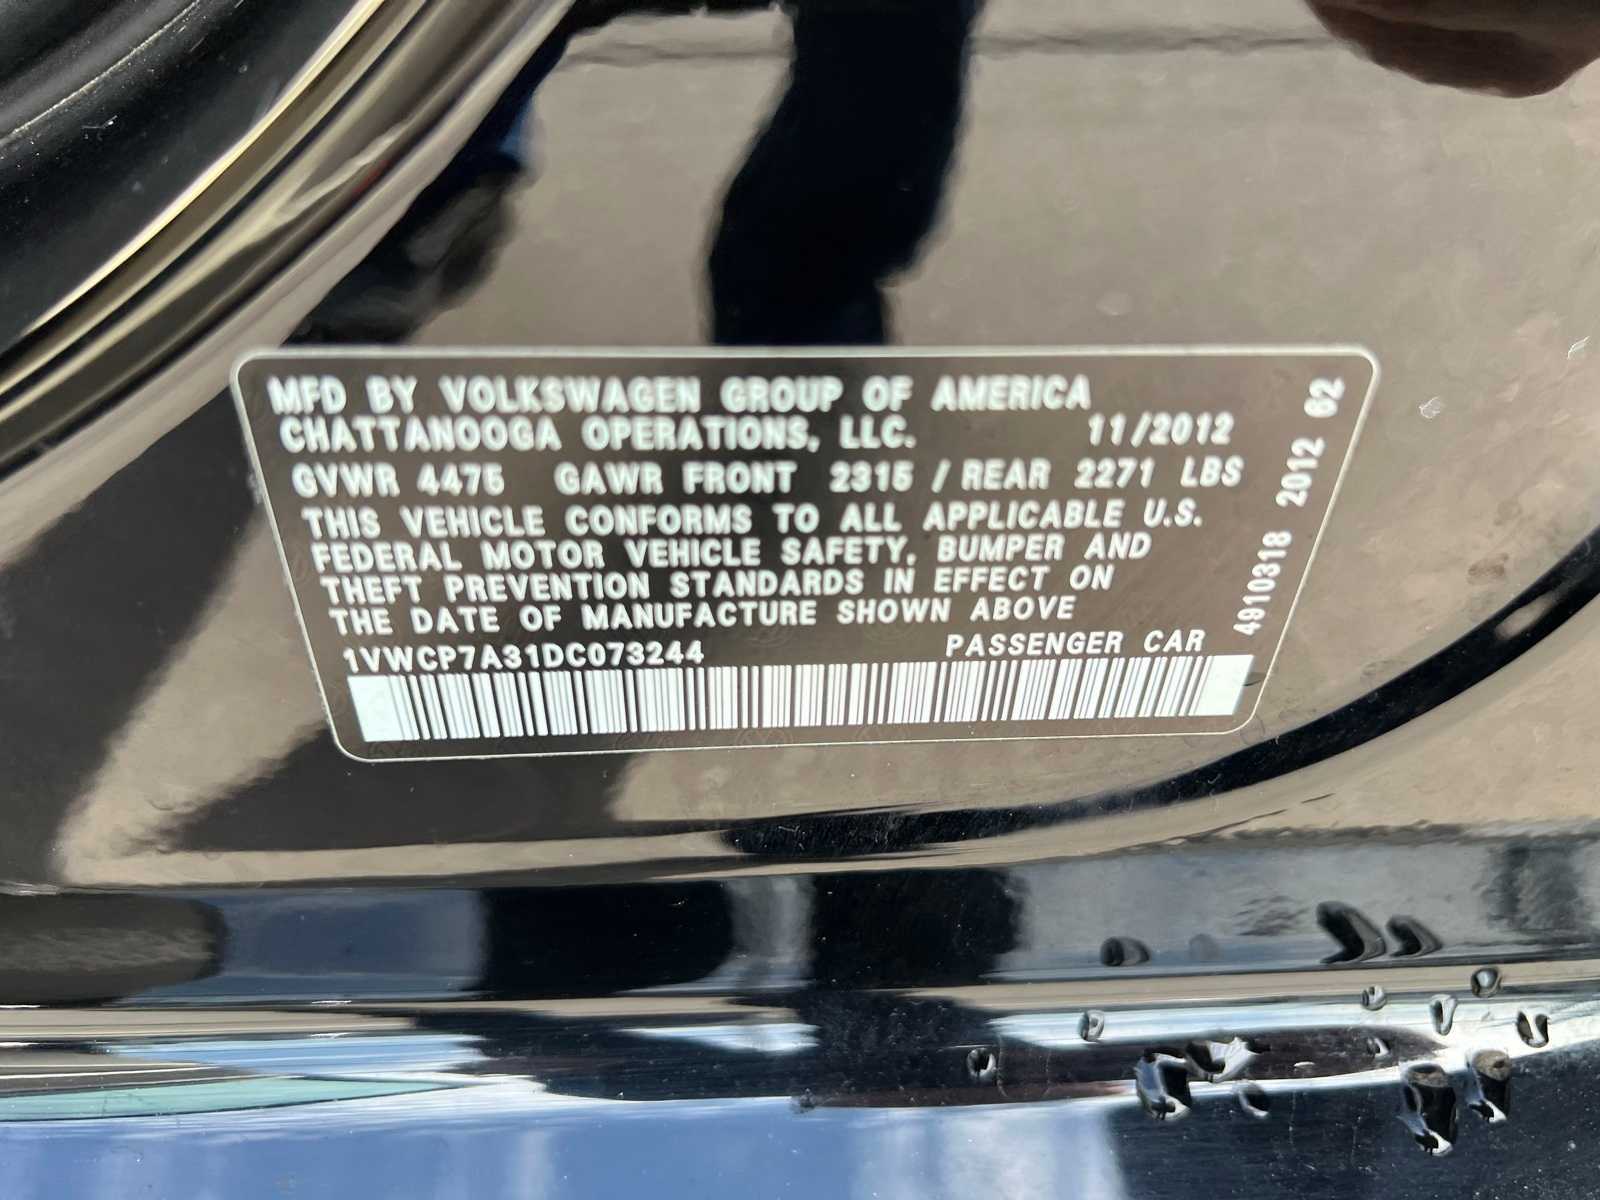 MFD BY VOLKSWAGEN GROUP OF AMERICA
CHATTANOOGA OPERATIONS, LLC. 11/2012
GVWR 4475 GAWR FRONT 2315 / REAR 2271 LBS
THIS VEHICLE CONFORMS TO ALL APPLICABLE U.S.
FEDERAL MOTOR VEHICLE SAFETY, BUMPER AND
THEFT PREVENTION STANDARDS IN EFFECT ON
THE DATE OF MANUFACTURE SHOWN ABOVE
1VWCP7A31DC073244 PASSENGER CAR
4910318 2012 62